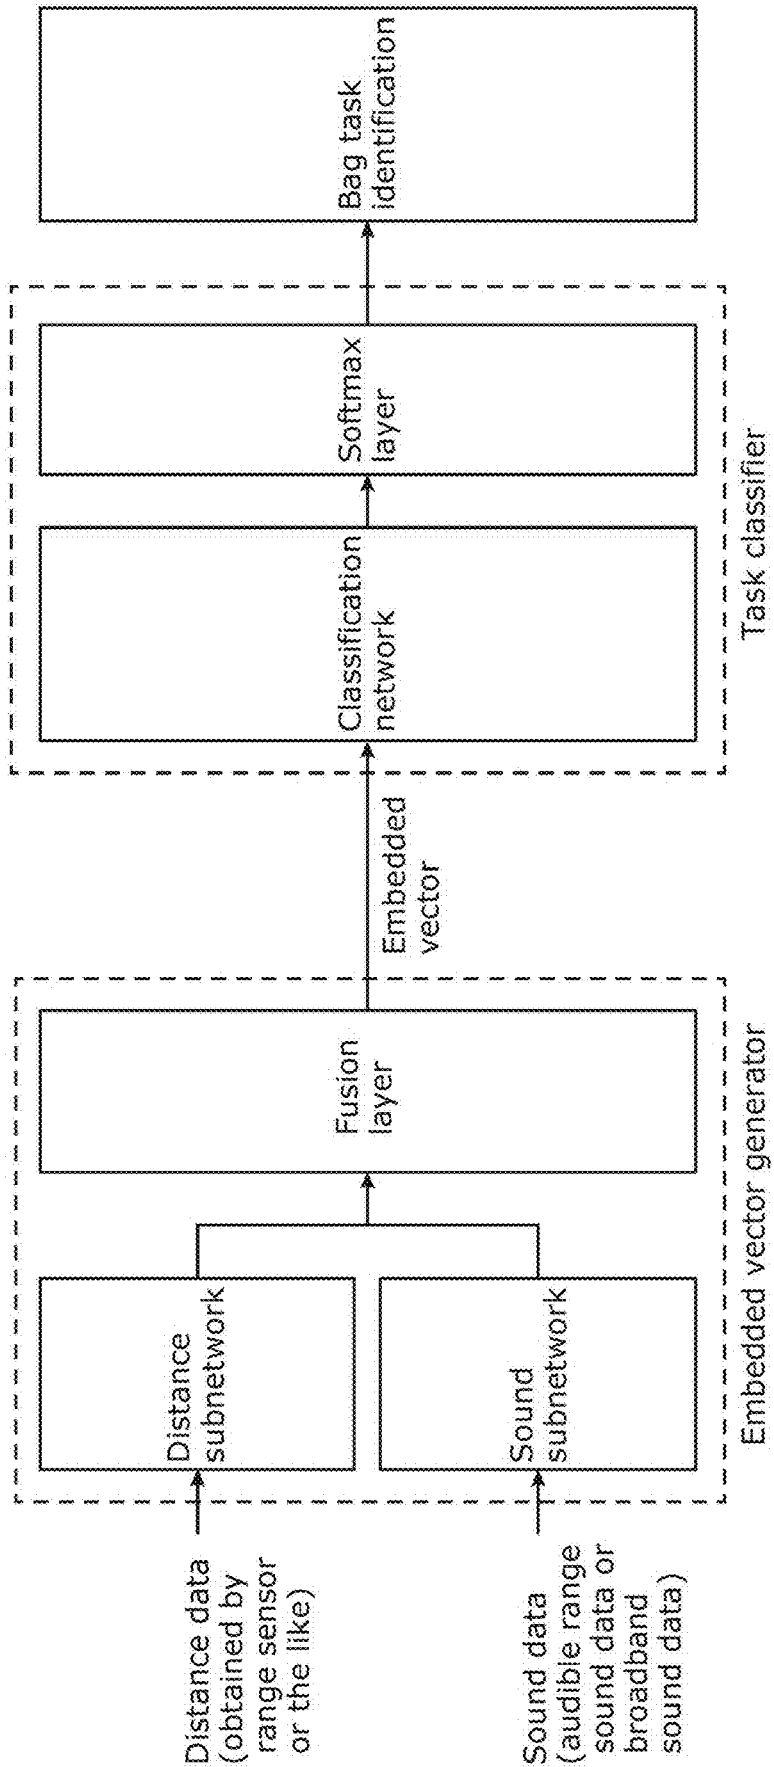 Distance data
(obtained by
range sensor
or the like)
Sound data
(audible range
sound data or
broadband
sound data)
Distance
subnetwork
Sound
subnetwork
Fusion
layer
Embedded vector generator
Embedded
vector
Classification
network
Softmax
layer
Task classifier
Bag task
identification